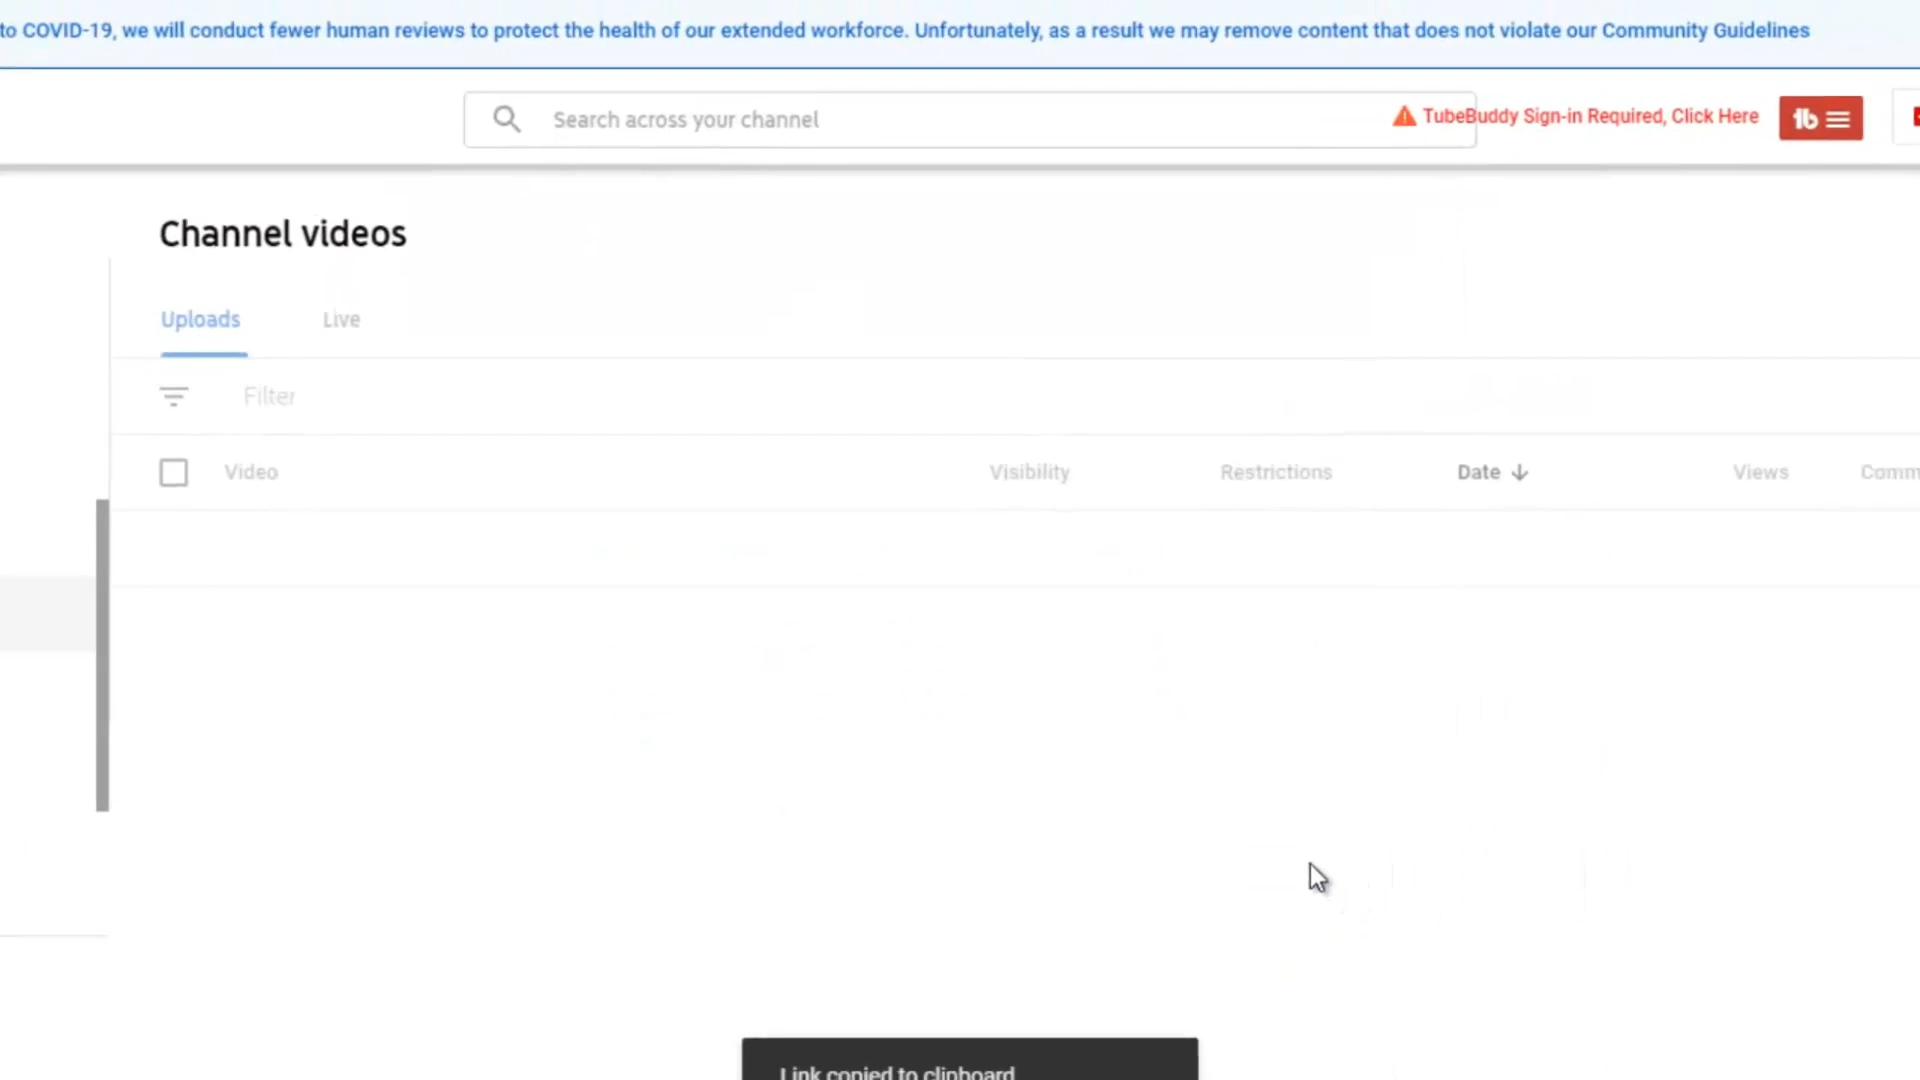 to COVID-19, we will conduct fewer human reviews to protect the health of our extended workforce. Unfortunately, as a result we may remove content that does not violate our Community Guidelines
Search across your channel
TubeBuddy Sign-in Required, Click Here
Channel videos
Uploads Live
Filter
Video Visibility Restrictions Date Views Comm
Link copied to clipboard